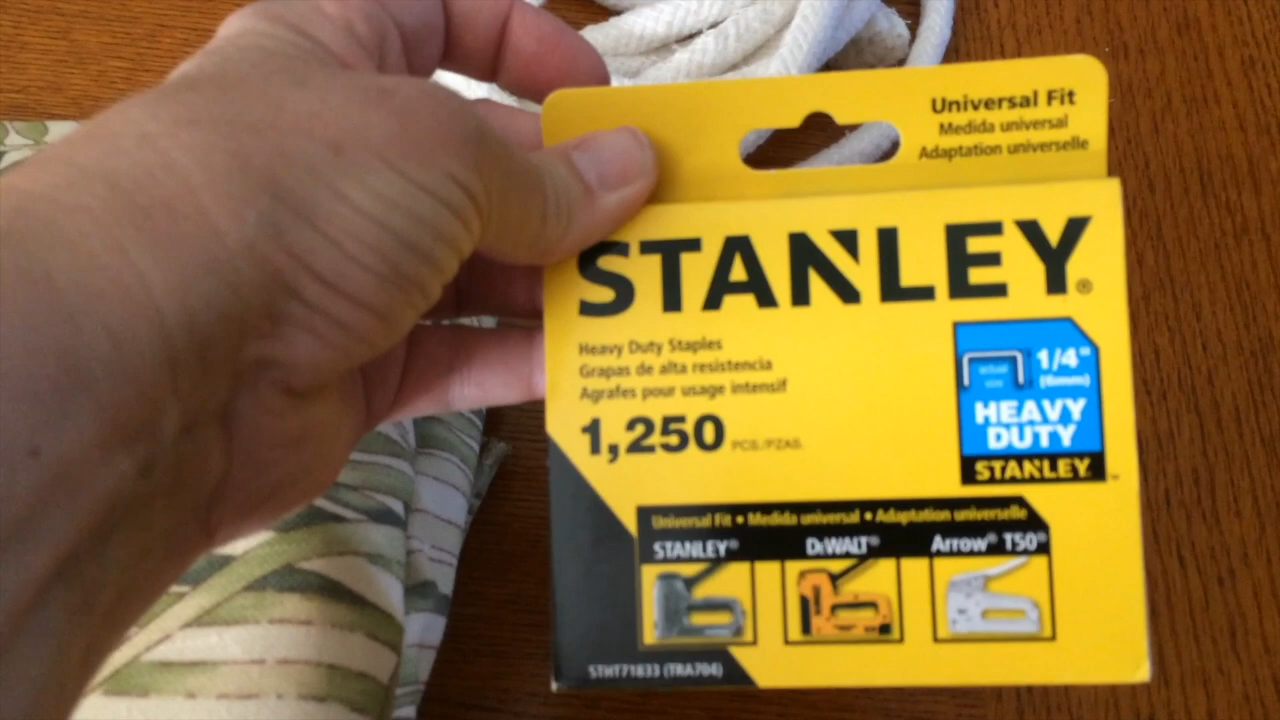 Universal Fit
Medida universal
Adaptation universelle
STANLEY®
Heavy Duty Staples
Grapas de alta resistencia
Agrafes pour usage intensif
1,250 PCS./PZAS.
actual size
1/4"
(6mm)
HEAVY
DUTY
STANLEY™
Universal Fit • Medida universal • Adaptation universelle
STANLEY® DEWALT® Arrow® T50®
STHT71833 (TRA704)